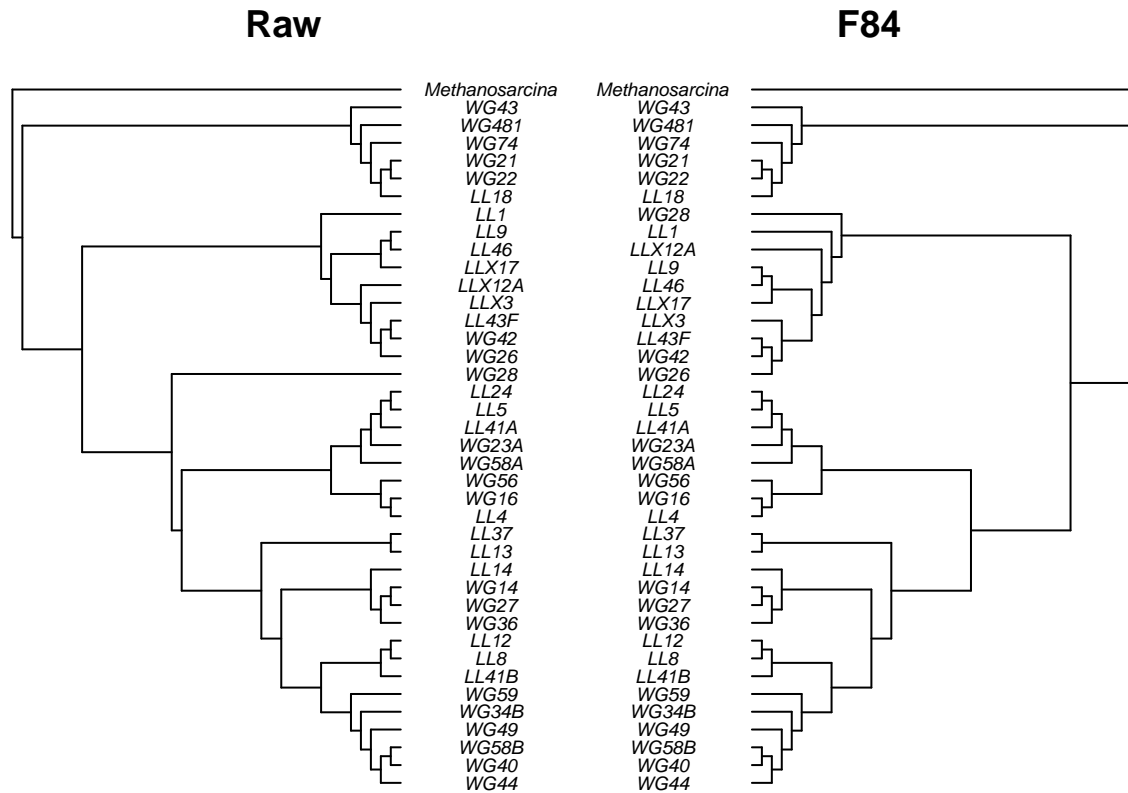 Raw F84
Methanosarcina Methanosarcina
WG43 WG43
WG481 WG481
WG74 WG74
WG21 WG21
WG22 WG22
LL18 LL18
LL1 WG28
LL9 LL1
LL46 LLX12A
LLX17 LL9
LLX12A LL46
LLX3 LLX17
LL43F LLX3
WG42 LL43F
WG26 WG42
WG28 WG26
LL24 LL24
LL5 LL5
LL41A LL41A
WG23A WG23A
WG58A WG58A
WG56 WG56
WG16 WG16
LL4 LL4
LL37 LL37
LL13 LL13
LL14 LL14
WG14 WG14
WG27 WG27
WG36 WG36
LL12 LL12
LL8 LL8
LL41B LL41B
WG59 WG59
WG34B WG34B
WG49 WG49
WG58B WG58B
WG40 WG40
WG44 WG44